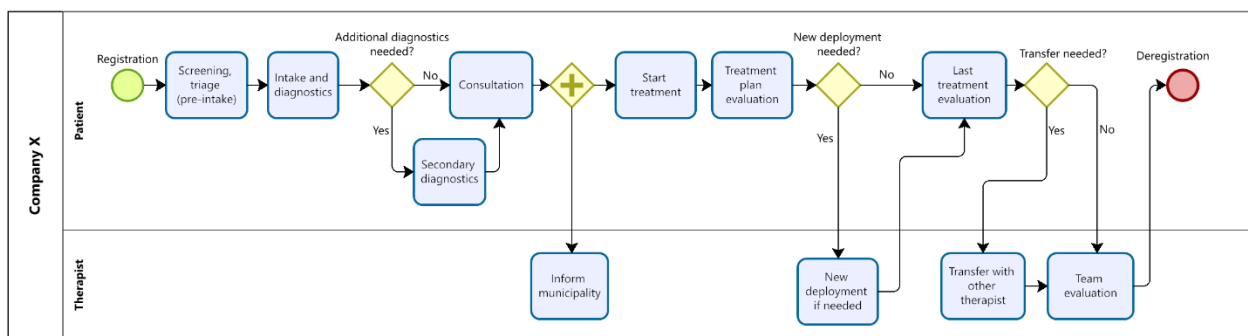 Company X
Patient
Therapist
Registration
Screening,
triage
(pre-intake)
Intake and
diagnostics
Additional diagnostics
needed?
No
Yes
Secondary
diagnostics
Consultation
Start
treatment
Treatment
plan
evaluation
New deployment
needed?
No
Yes
Last
treatment
evaluation
Transfer needed?
Yes
No
Deregistration
Inform
municipality
New
deployment
if needed
Transfer with
other
therapist
Team
evaluation